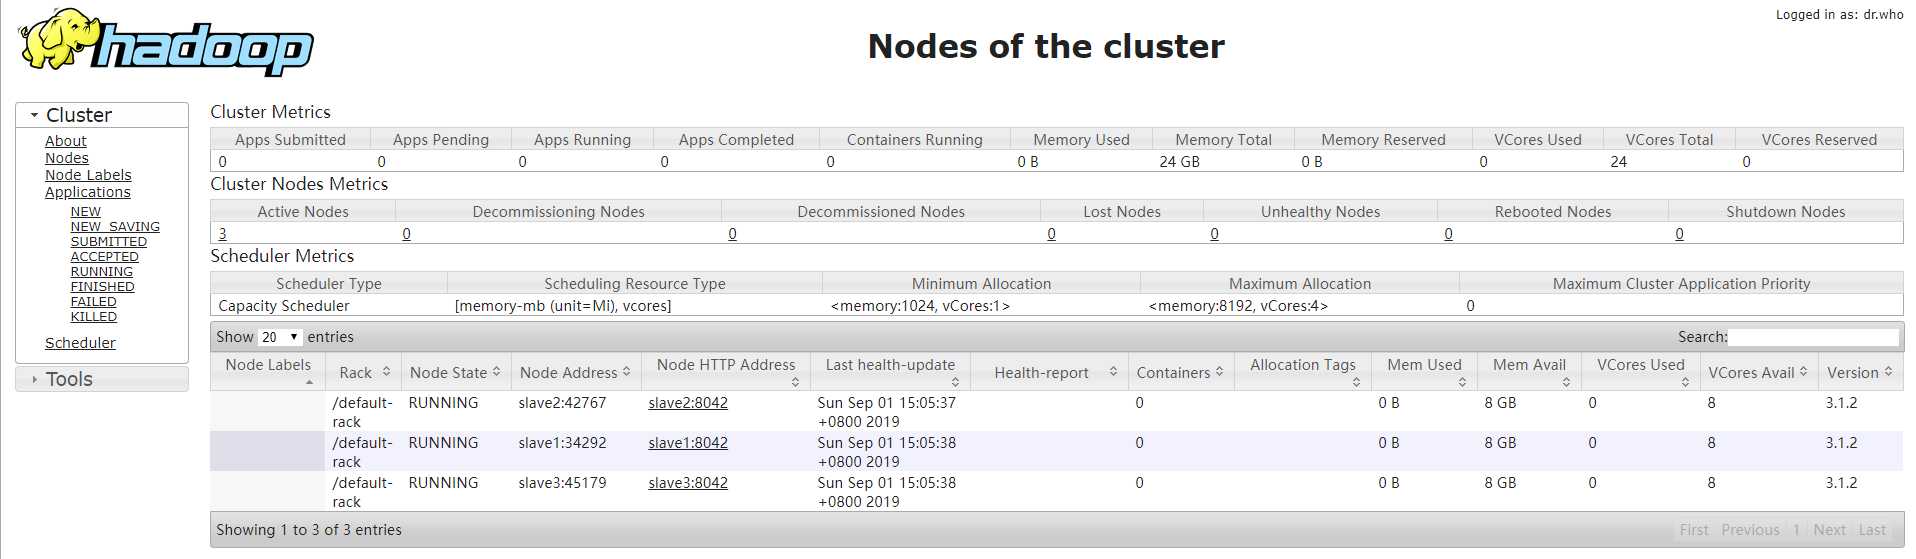 hadoop
Logged in as: dr.who
Nodes of the cluster
Cluster
About
Nodes
Node Labels
Applications
NEW
NEW_SAVING
SUBMITTED
ACCEPTED
RUNNING
FINISHED
FAILED
KILLED
Scheduler
Tools
Cluster Metrics
Apps Submitted Apps Pending Apps Running Apps Completed Containers Running Memory Used Memory Total Memory Reserved VCores Used VCores Total VCores Reserved
0 0 0 0 0 0 B 24 GB 0 B 0 24 0
Cluster Nodes Metrics
Active Nodes Decommissioning Nodes Decommissioned Nodes Lost Nodes Unhealthy Nodes Rebooted Nodes Shutdown Nodes
3 0 0 0 0 0 0
Scheduler Metrics
Scheduler Type Scheduling Resource Type Minimum Allocation Maximum Allocation Maximum Cluster Application Priority
Capacity Scheduler [memory-mb (unit=Mi), vcores] <memory:1024, vCores:1> <memory:8192, vCores:4> 0
Show 20 entries Search:
Node Labels Rack Node State Node Address Node HTTP Address Last health-update Health-report Containers Allocation Tags Mem Used Mem Avail VCores Used VCores Avail Version
/default- RUNNING slave2:42767 slave2:8042 Sun Sep 01 15:05:37 0 0 B 8 GB 0 8 3.1.2
rack +0800 2019
/default- RUNNING slave1:34292 slave1:8042 Sun Sep 01 15:05:38 0 0 B 8 GB 0 8 3.1.2
rack +0800 2019
/default- RUNNING slave3:45179 slave3:8042 Sun Sep 01 15:05:38 0 0 B 8 GB 0 8 3.1.2
rack +0800 2019
Showing 1 to 3 of 3 entries First Previous 1 Next Last